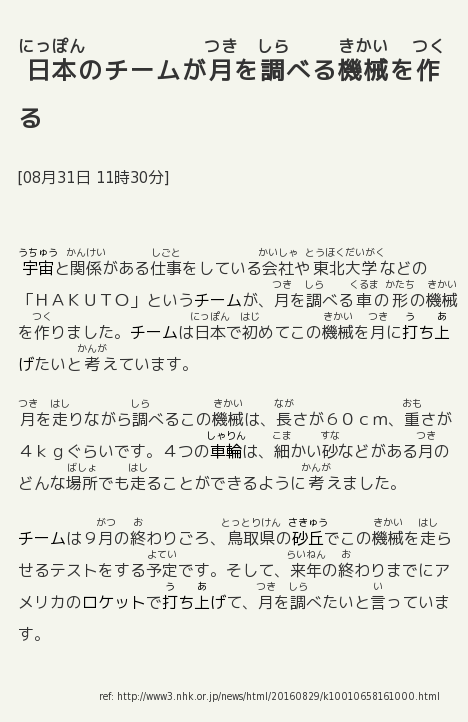 にっぽん つき しら きかい つく
日本のチームが月を調べる機械を作
る
[08月31日 11時30分]
うちゅう かんけい しごと かいしゃ とうほくだいがく
宇宙と関係がある仕事をしている会社や東北大学などの
つき しら くるま かたち きかい
「ＨＡＫＵＴＯ」というチームが、月を調べる車の形の機械
つく にっぽん はじ きかい つき う あ
を作りました。チームは日本で初めてこの機械を月に打ち上
かんが
げたいと考えています。
つき はし しら きかい なが おも
月を走りながら調べるこの機械は、長さが６０ｃｍ、重さが
しゃりん こま すな つき
４ｋｇぐらいです。４つの車輪は、細かい砂などがある月の
ばしょ はし かんが
どんな場所でも走ることができるように考えました。
がつ お とっとりけん さきゅう きかい はし
チームは９月の終わりごろ、鳥取県の砂丘でこの機械を走ら
よてい らいねん お
せるテストをする予定です。そして、来年の終わりまでにア
う あ つき しら い
メリカのロケットで打ち上げて、月を調べたいと言っていま
す。
ref: http://www3.nhk.or.jp/news/html/20160829/k10010658161000.html